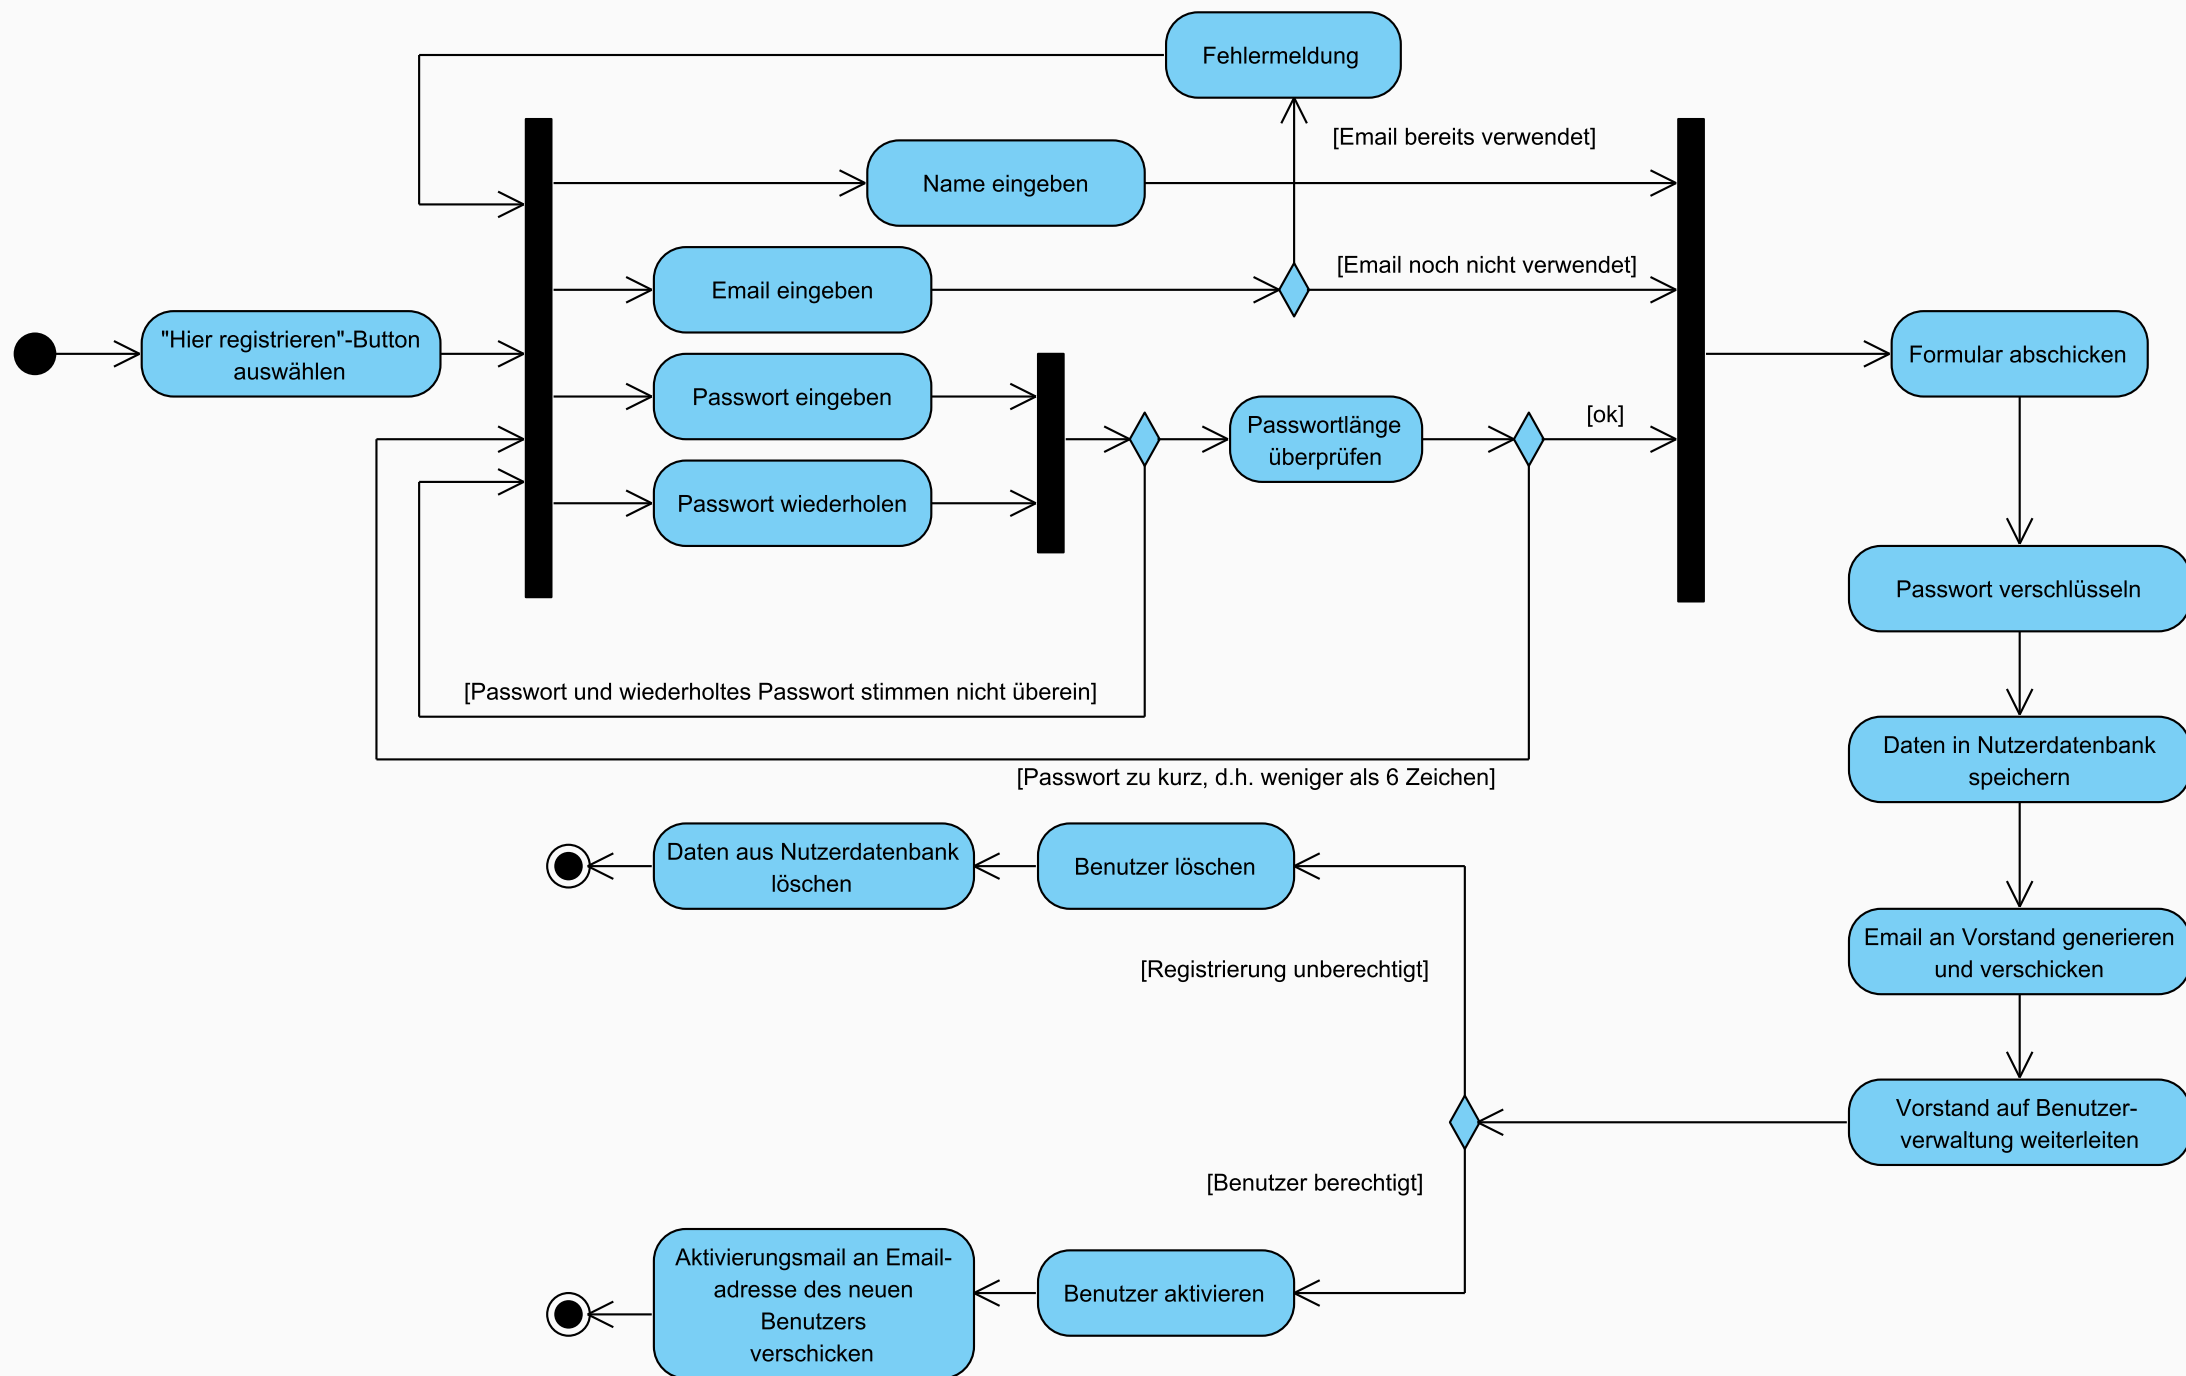 Fehlermeldung
[Email bereits verwendet]
Name eingeben
[Email noch nicht verwendet]
Email eingeben
"Hier registrieren"-Button
auswählen
Formular abschicken
Passwort eingeben
Passwortlänge
überprüfen
[ok]
Passwort wiederholen
Passwort verschlüsseln
[Passwort und wiederholtes Passwort stimmen nicht überein]
Daten in Nutzerdatenbank
speichern
[Passwort zu kurz, d.h. weniger als 6 Zeichen]
Daten aus Nutzerdatenbank
löschen
Benutzer löschen
Email an Vorstand generieren
und verschicken
[Registrierung unberechtigt]
Vorstand auf Benutzer-
verwaltung weiterleiten
[Benutzer berechtigt]
Aktivierungsmail an Email-
adresse des neuen
Benutzers
verschicken
Benutzer aktivieren